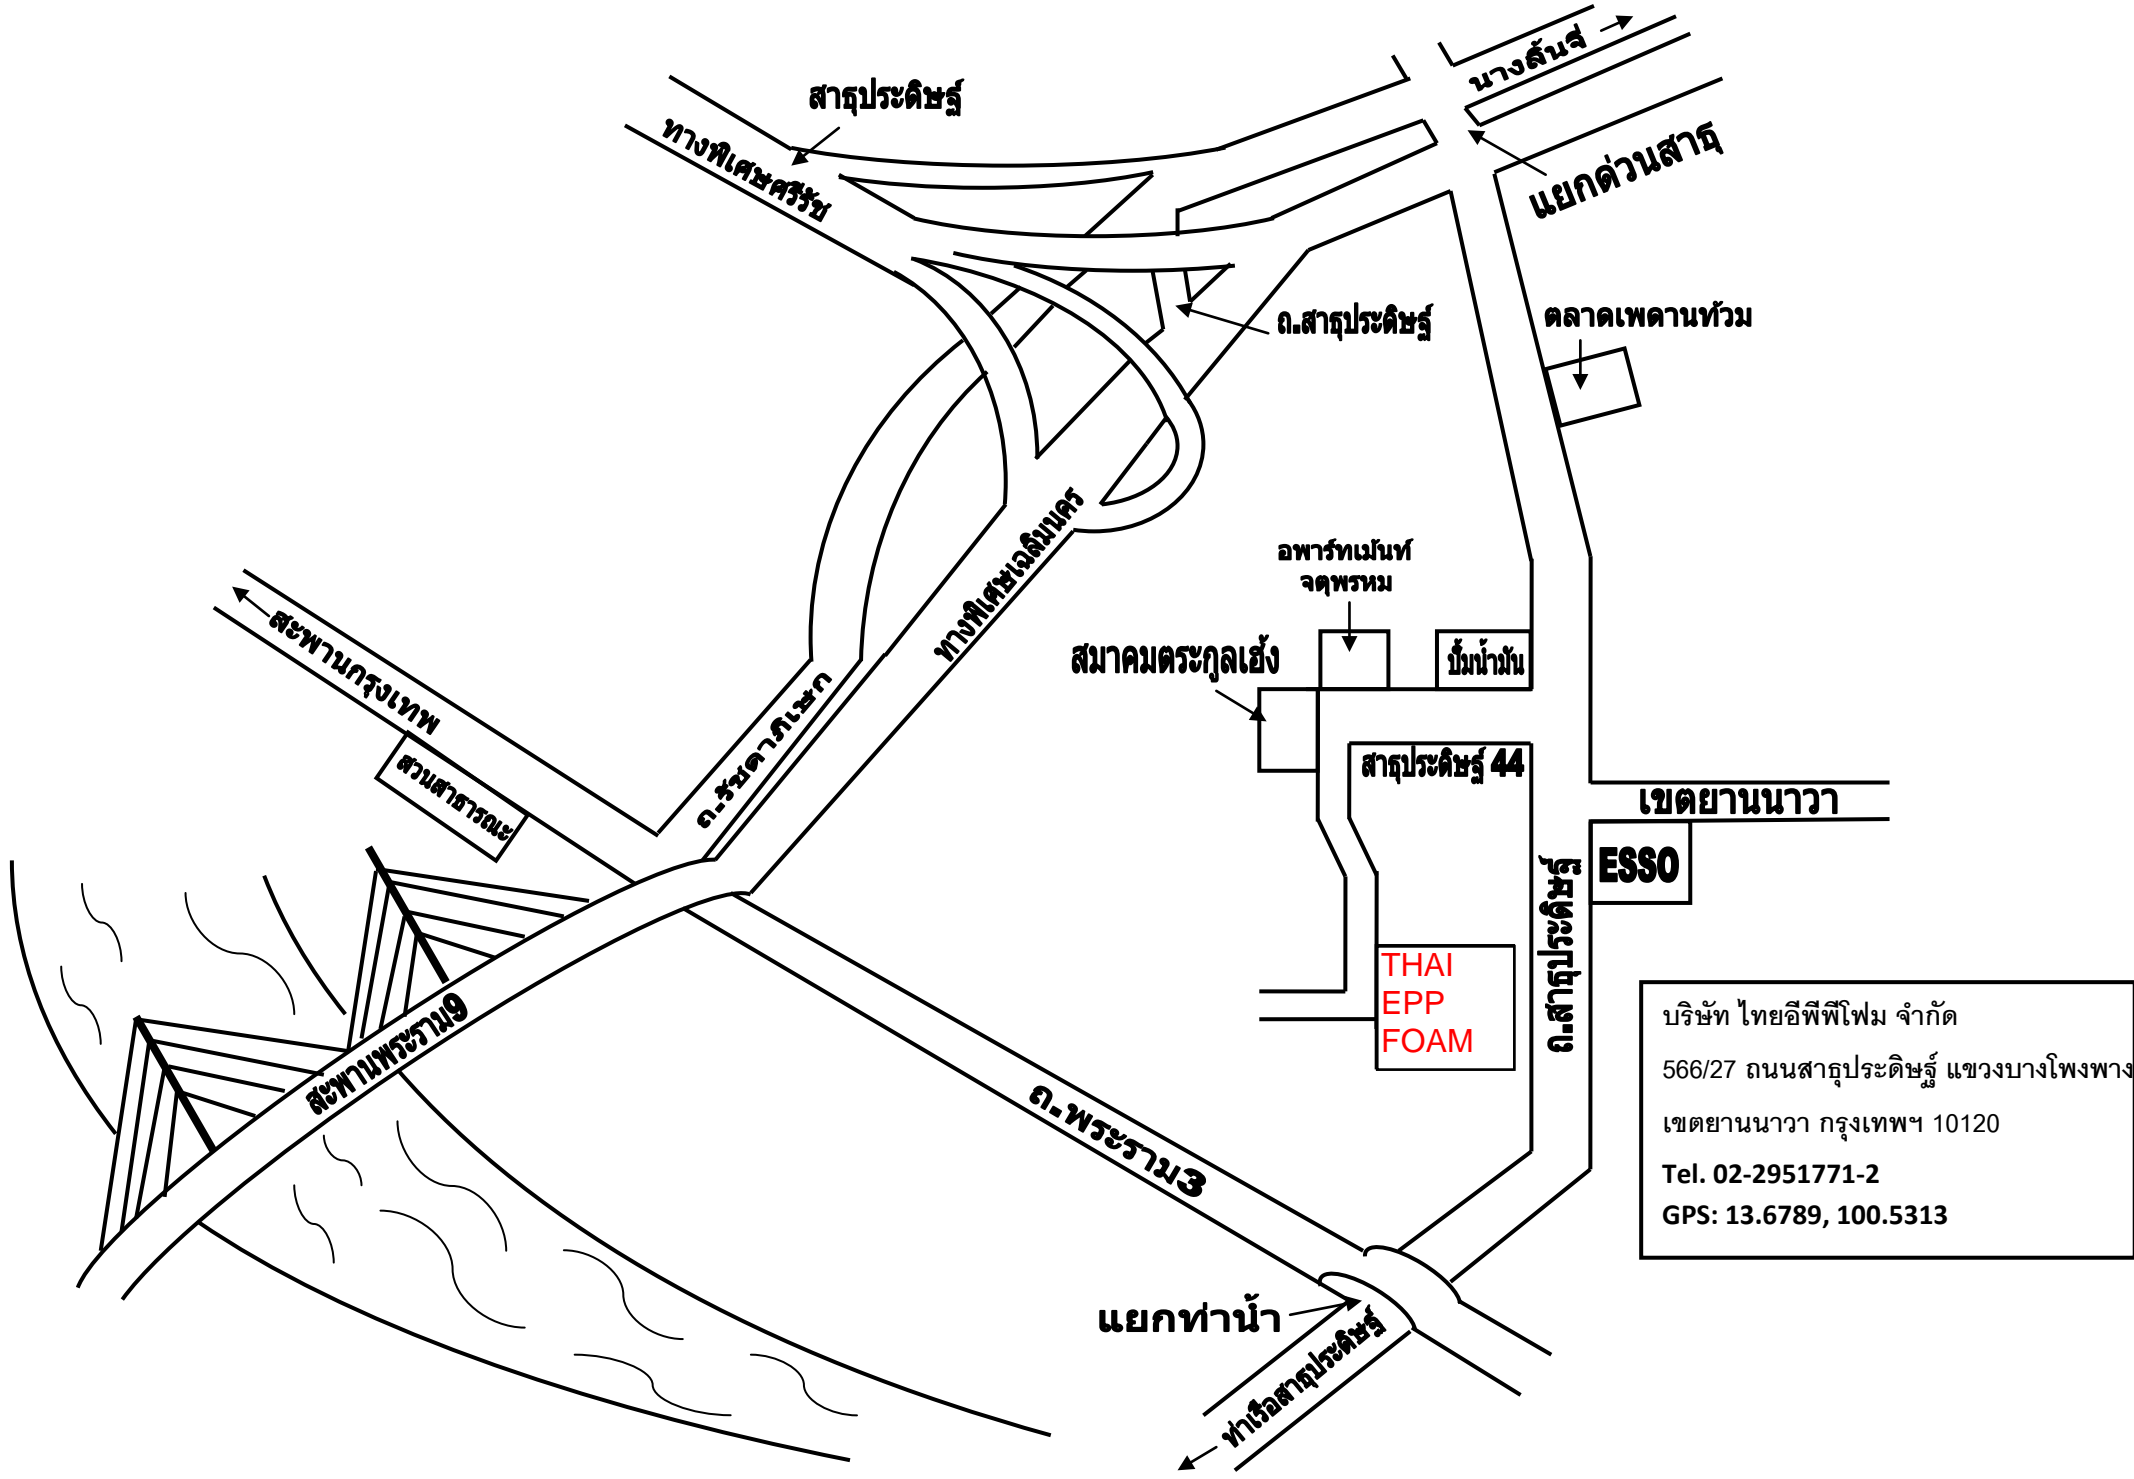 นางลิ้นจี่
สาธุประดิษฐ์
ทางพิเศษศรีรัช
แยกด่วนสาธุ
ถ.สาธุประดิษฐ์
ตลาดเพดานท้วม
ทางพิเศษเฉลิมนคร
อพาร์ทเม้นท์
จตุพรหม
สมาคมตระกูลเฮ้ง
ปั้มน้ำมัน
สะพานกรุงเทพ
ถ.รัชดาภิเษก
สวนสาธารณะ
สาธุประดิษฐ์ 44
เขตยานนาวา
ESSO
ถ.สาธุประดิษฐ์
THAI
EPP
FOAM
สะพานพระราม9
ถ.พระราม3
บริษัท ไทยอีพีพีโฟม จำกัด
566/27 ถนนสาธุประดิษฐ์ แขวงบางโพงพาง
เขตยานนาวา กรุงเทพฯ 10120
Tel. 02-2951771-2
GPS: 13.6789, 100.5313
แยกท่าน้ำ
ท่าเรือสาธุประดิษฐ์